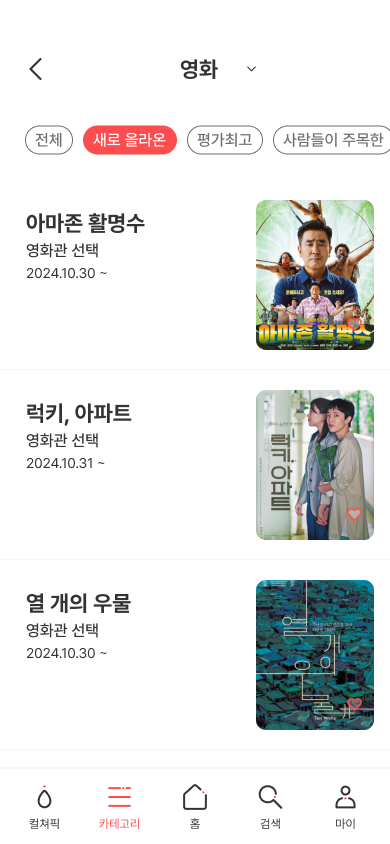 영화
전체
새로 올라온
평가최고
사람들이 주목한
아마존 활명수
영화관 선택
2024.10.30 ~
아마존 활명수
럭키, 아파트
영화관 선택
2024.10.31 ~
럭키, 아파트
열 개의 우물
영화관 선택
2024.10.30 ~
열 개의 우물
Ten Wells
컬쳐픽
카테고리
홈
검색
마이